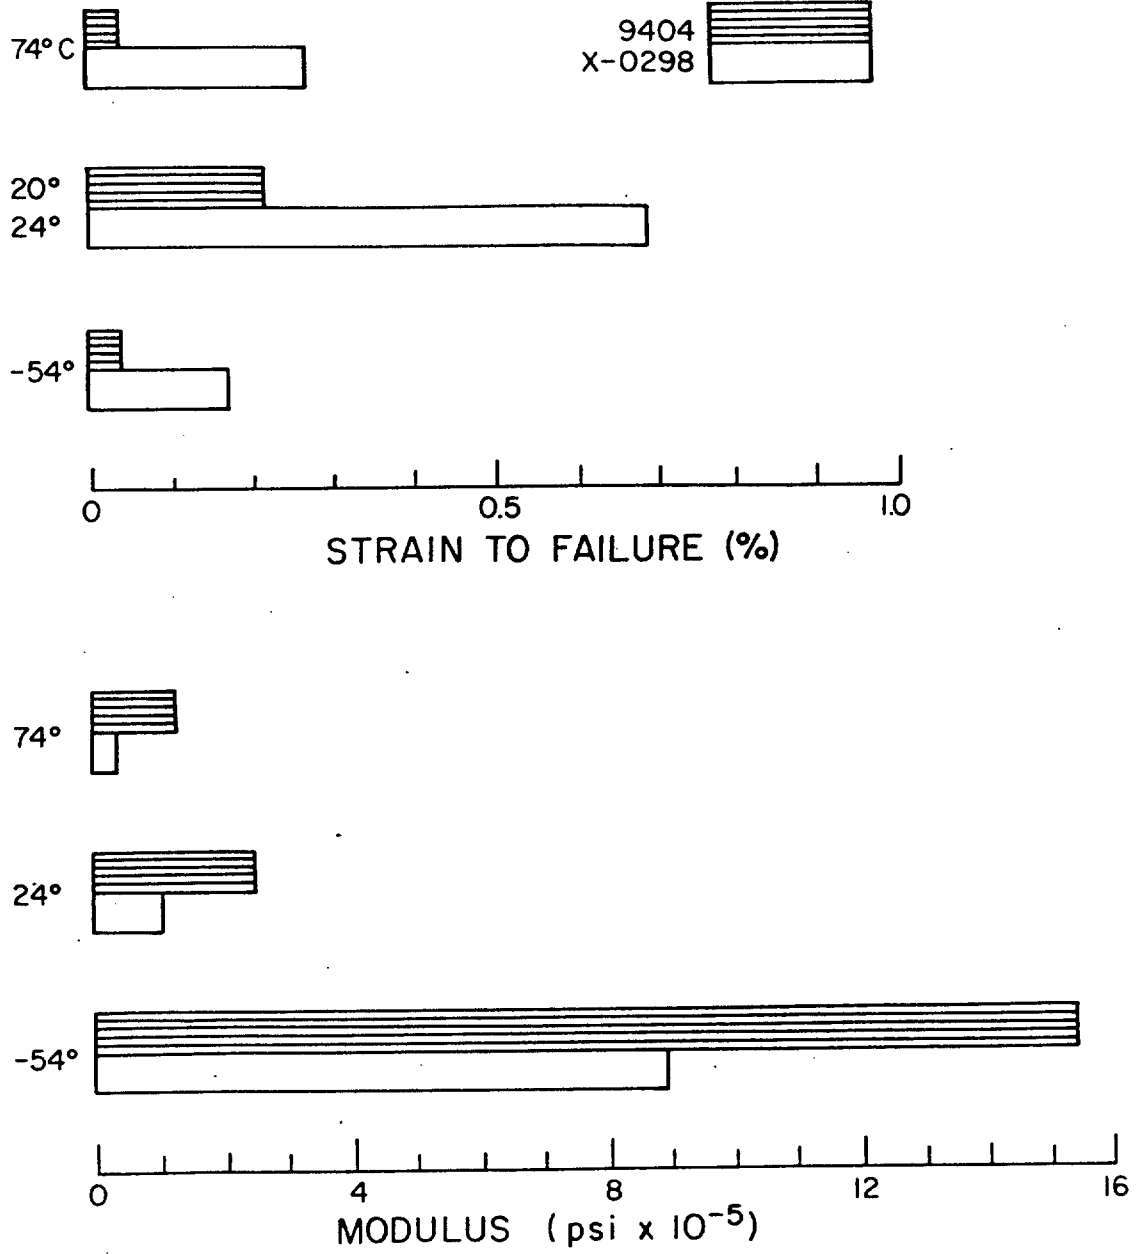 74° C
9404
X-0298
20°
24°
-54°
0 0.5 1.0
STRAIN TO FAILURE (%)
74°
24°
-54°
0 4 8 12 16
MODULUS (psi x 10⁻⁵)